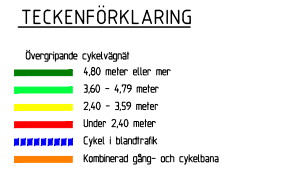 TECKENFÖRKLARING
Övergripande cykelvägnät
4,80 meter eller mer
3,60 - 4,79 meter
2,40 - 3,59 meter
Under 2,40 meter
Cykel i blandtrafik
Kombinerad gång- och cykelbana